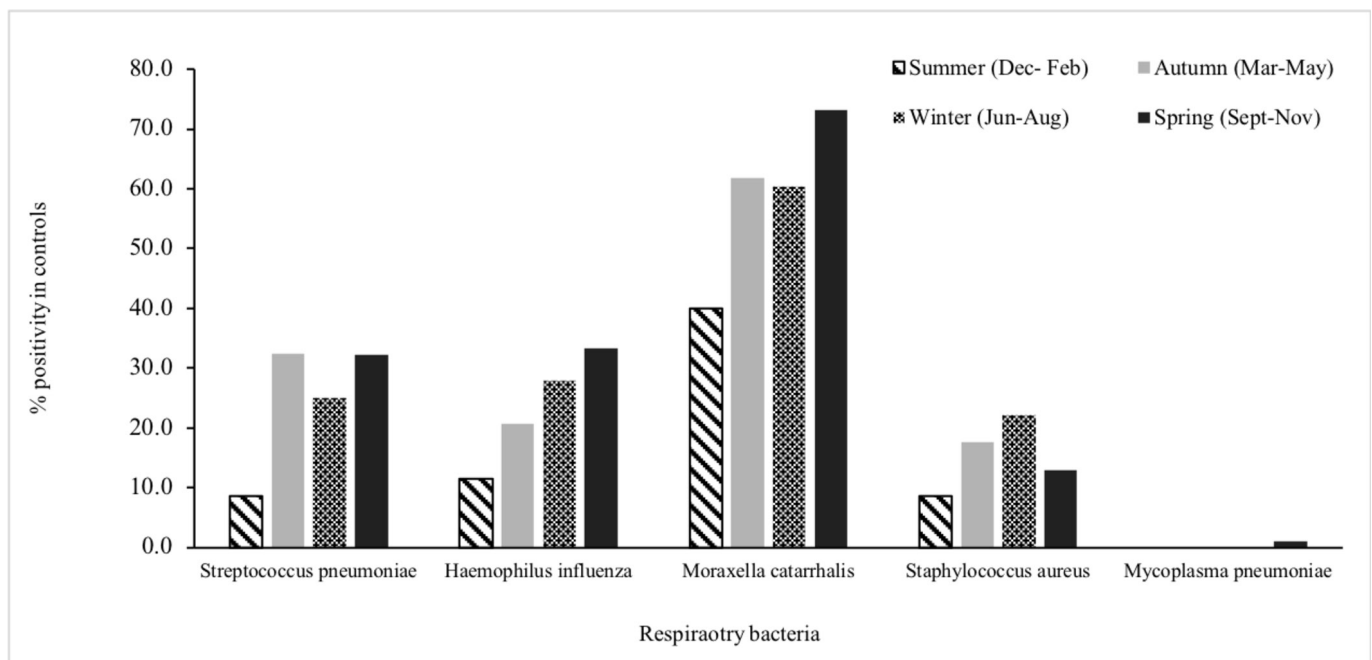 80.0
70.0
60.0
50.0
40.0
30.0
20.0
10.0
0.0
% positivity in controls
Summer (Dec- Feb)
Autumn (Mar-May)
Winter (Jun-Aug)
Spring (Sept-Nov)
Streptococcus pneumoniae
Haemophilus influenza
Moraxella catarrhalis
Staphylococcus aureus
Mycoplasma pneumoniae
Respiraotry bacteria